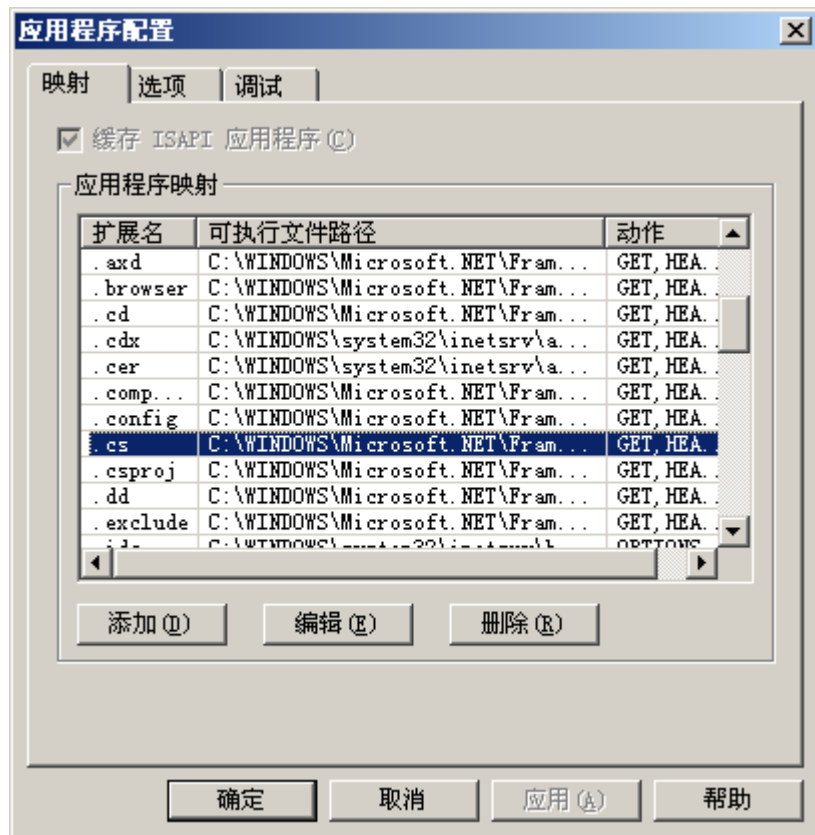 应用程序配置
映射 选项 调试
缓存 ISAPI 应用程序(C)
应用程序映射
扩展名 可执行文件路径 动作
.axd C:\WINDOWS\Microsoft.NET\Fram... GET,HEA..
.browser C:\WINDOWS\Microsoft.NET\Fram... GET,HEA..
.cd C:\WINDOWS\Microsoft.NET\Fram... GET,HEA..
.cdx C:\WINDOWS\system32\inetsrv\a... GET,HEA..
.cer C:\WINDOWS\system32\inetsrv\a... GET,HEA..
.comp... C:\WINDOWS\Microsoft.NET\Fram... GET,HEA..
.config C:\WINDOWS\Microsoft.NET\Fram... GET,HEA..
.cs C:\WINDOWS\Microsoft.NET\Fram... GET,HEA..
.csproj C:\WINDOWS\Microsoft.NET\Fram... GET,HEA..
.dd C:\WINDOWS\Microsoft.NET\Fram... GET,HEA..
.exclude C:\WINDOWS\Microsoft.NET\Fram... GET,HEA..
C:\WINDOWS\system32\inetsrv\h... OPTIONS
添加(D) 编辑(E) 删除(R)
确定 取消 应用(A) 帮助